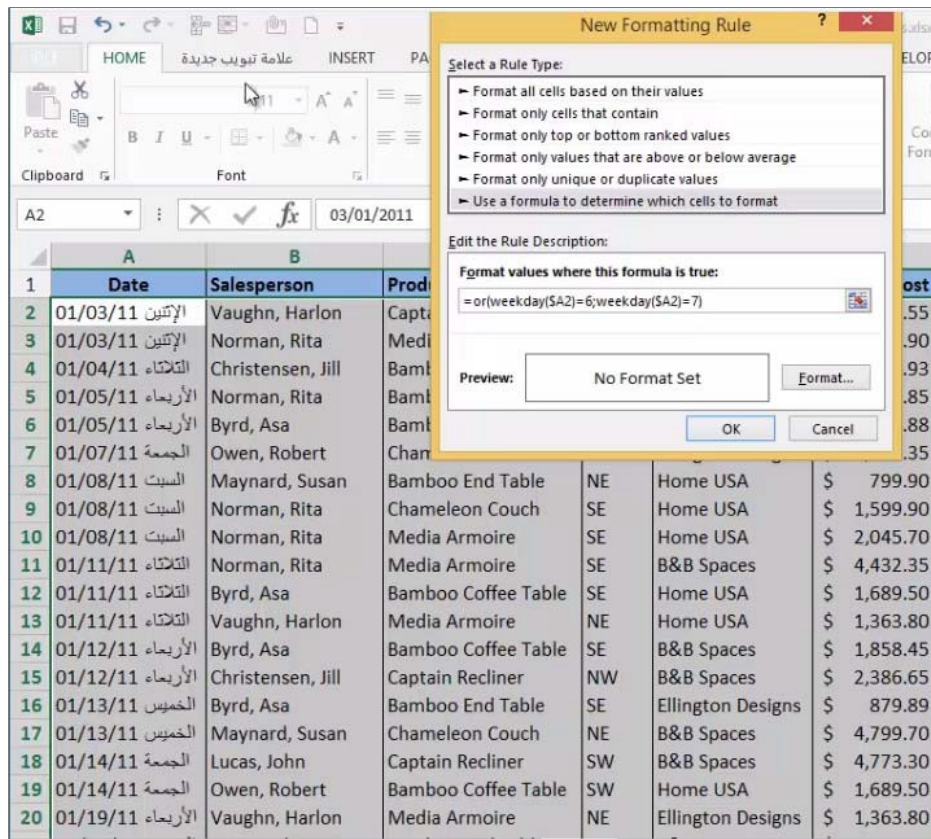 New Formatting Rule
?
HOME
علامة تبويب جديدة
INSERT
PA
ELOP
11
Paste
B I U
Clipboard
Font
Select a Rule Type:
► Format all cells based on their values
► Format only cells that contain
► Format only top or bottom ranked values
► Format only values that are above or below average
► Format only unique or duplicate values
► Use a formula to determine which cells to format
Edit the Rule Description:
Format values where this formula is true:
=or(weekday($A2)=6;weekday($A2)=7)
Preview:
No Format Set
Format...
OK
Cancel
A2
fx
03/01/2011
A B
1 Date Salesperson Prod ost
2 الإثنين 01/03/11 Vaughn, Harlon Capta .55
3 الإثنين 01/03/11 Norman, Rita Medi .90
4 الثلاثاء 01/04/11 Christensen, Jill Baml .93
5 الأربعاء 01/05/11 Norman, Rita Baml .85
6 الأربعاء 01/05/11 Byrd, Asa Baml .88
7 الجمعة 01/07/11 Owen, Robert Cham .35
8 السبت 01/08/11 Maynard, Susan Bamboo End Table NE Home USA $ 799.90
9 السبت 01/08/11 Norman, Rita Chameleon Couch SE Home USA $ 1,599.90
10 السبت 01/08/11 Norman, Rita Media Armoire SE Home USA $ 2,045.70
11 الثلاثاء 01/11/11 Norman, Rita Media Armoire SE B&B Spaces $ 4,432.35
12 الثلاثاء 01/11/11 Byrd, Asa Bamboo Coffee Table SE Home USA $ 1,689.50
13 الثلاثاء 01/11/11 Vaughn, Harlon Media Armoire NE Home USA $ 1,363.80
14 الأربعاء 01/12/11 Byrd, Asa Bamboo Coffee Table SE B&B Spaces $ 1,858.45
15 الأربعاء 01/12/11 Christensen, Jill Captain Recliner NW B&B Spaces $ 2,386.65
16 الخميس 01/13/11 Byrd, Asa Bamboo End Table SE Ellington Designs $ 879.89
17 الخميس 01/13/11 Maynard, Susan Chameleon Couch NE B&B Spaces $ 4,799.70
18 الجمعة 01/14/11 Lucas, John Captain Recliner SW B&B Spaces $ 4,773.30
19 الجمعة 01/14/11 Owen, Robert Bamboo Coffee Table SW Home USA $ 1,689.50
20 الأربعاء 01/19/11 Vaughn, Harlon Media Armoire NE Ellington Designs $ 1,363.80